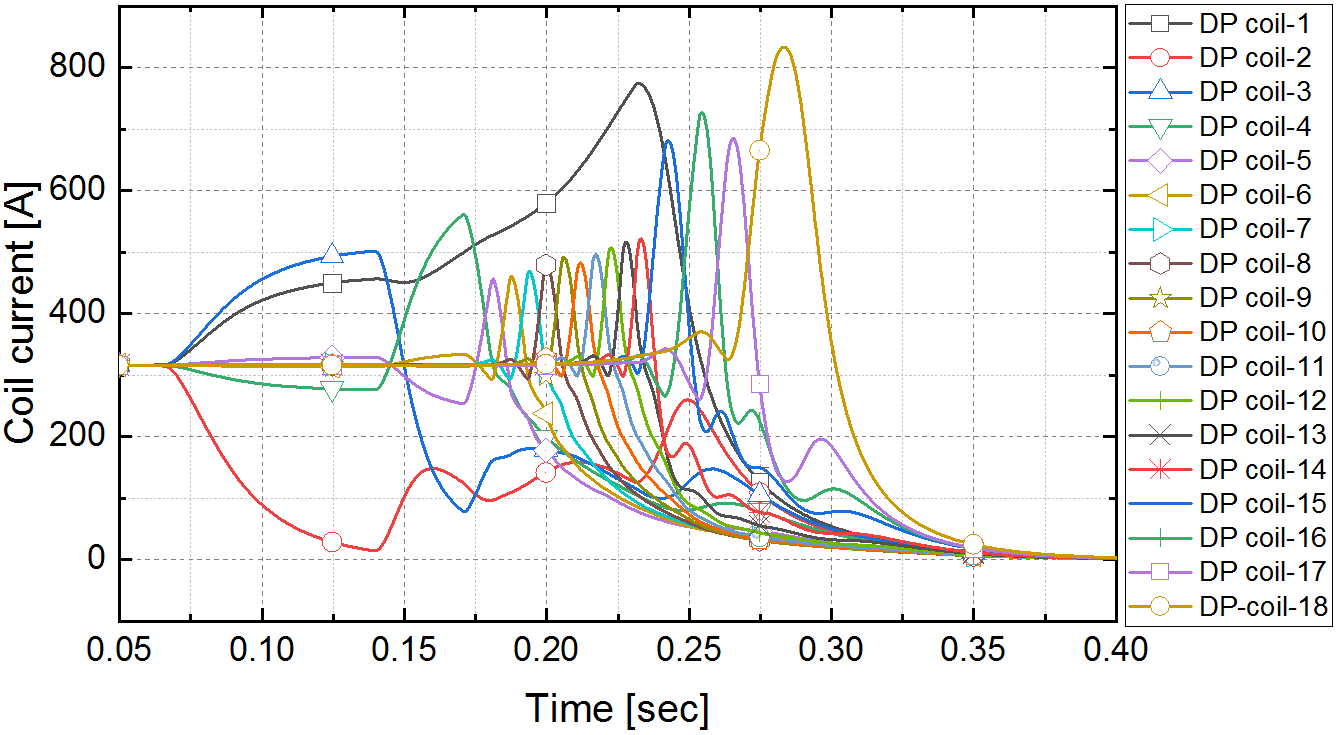 Coil current [A]
800
600
400
200
0
0.05 0.10 0.15 0.20 0.25 0.30 0.35 0.40
Time [sec]
DP coil-1
DP coil-2
DP coil-3
DP coil-4
DP coil-5
DP coil-6
DP coil-7
DP coil-8
DP coil-9
DP coil-10
DP coil-11
DP coil-12
DP coil-13
DP coil-14
DP coil-15
DP coil-16
DP coil-17
DP-coil-18